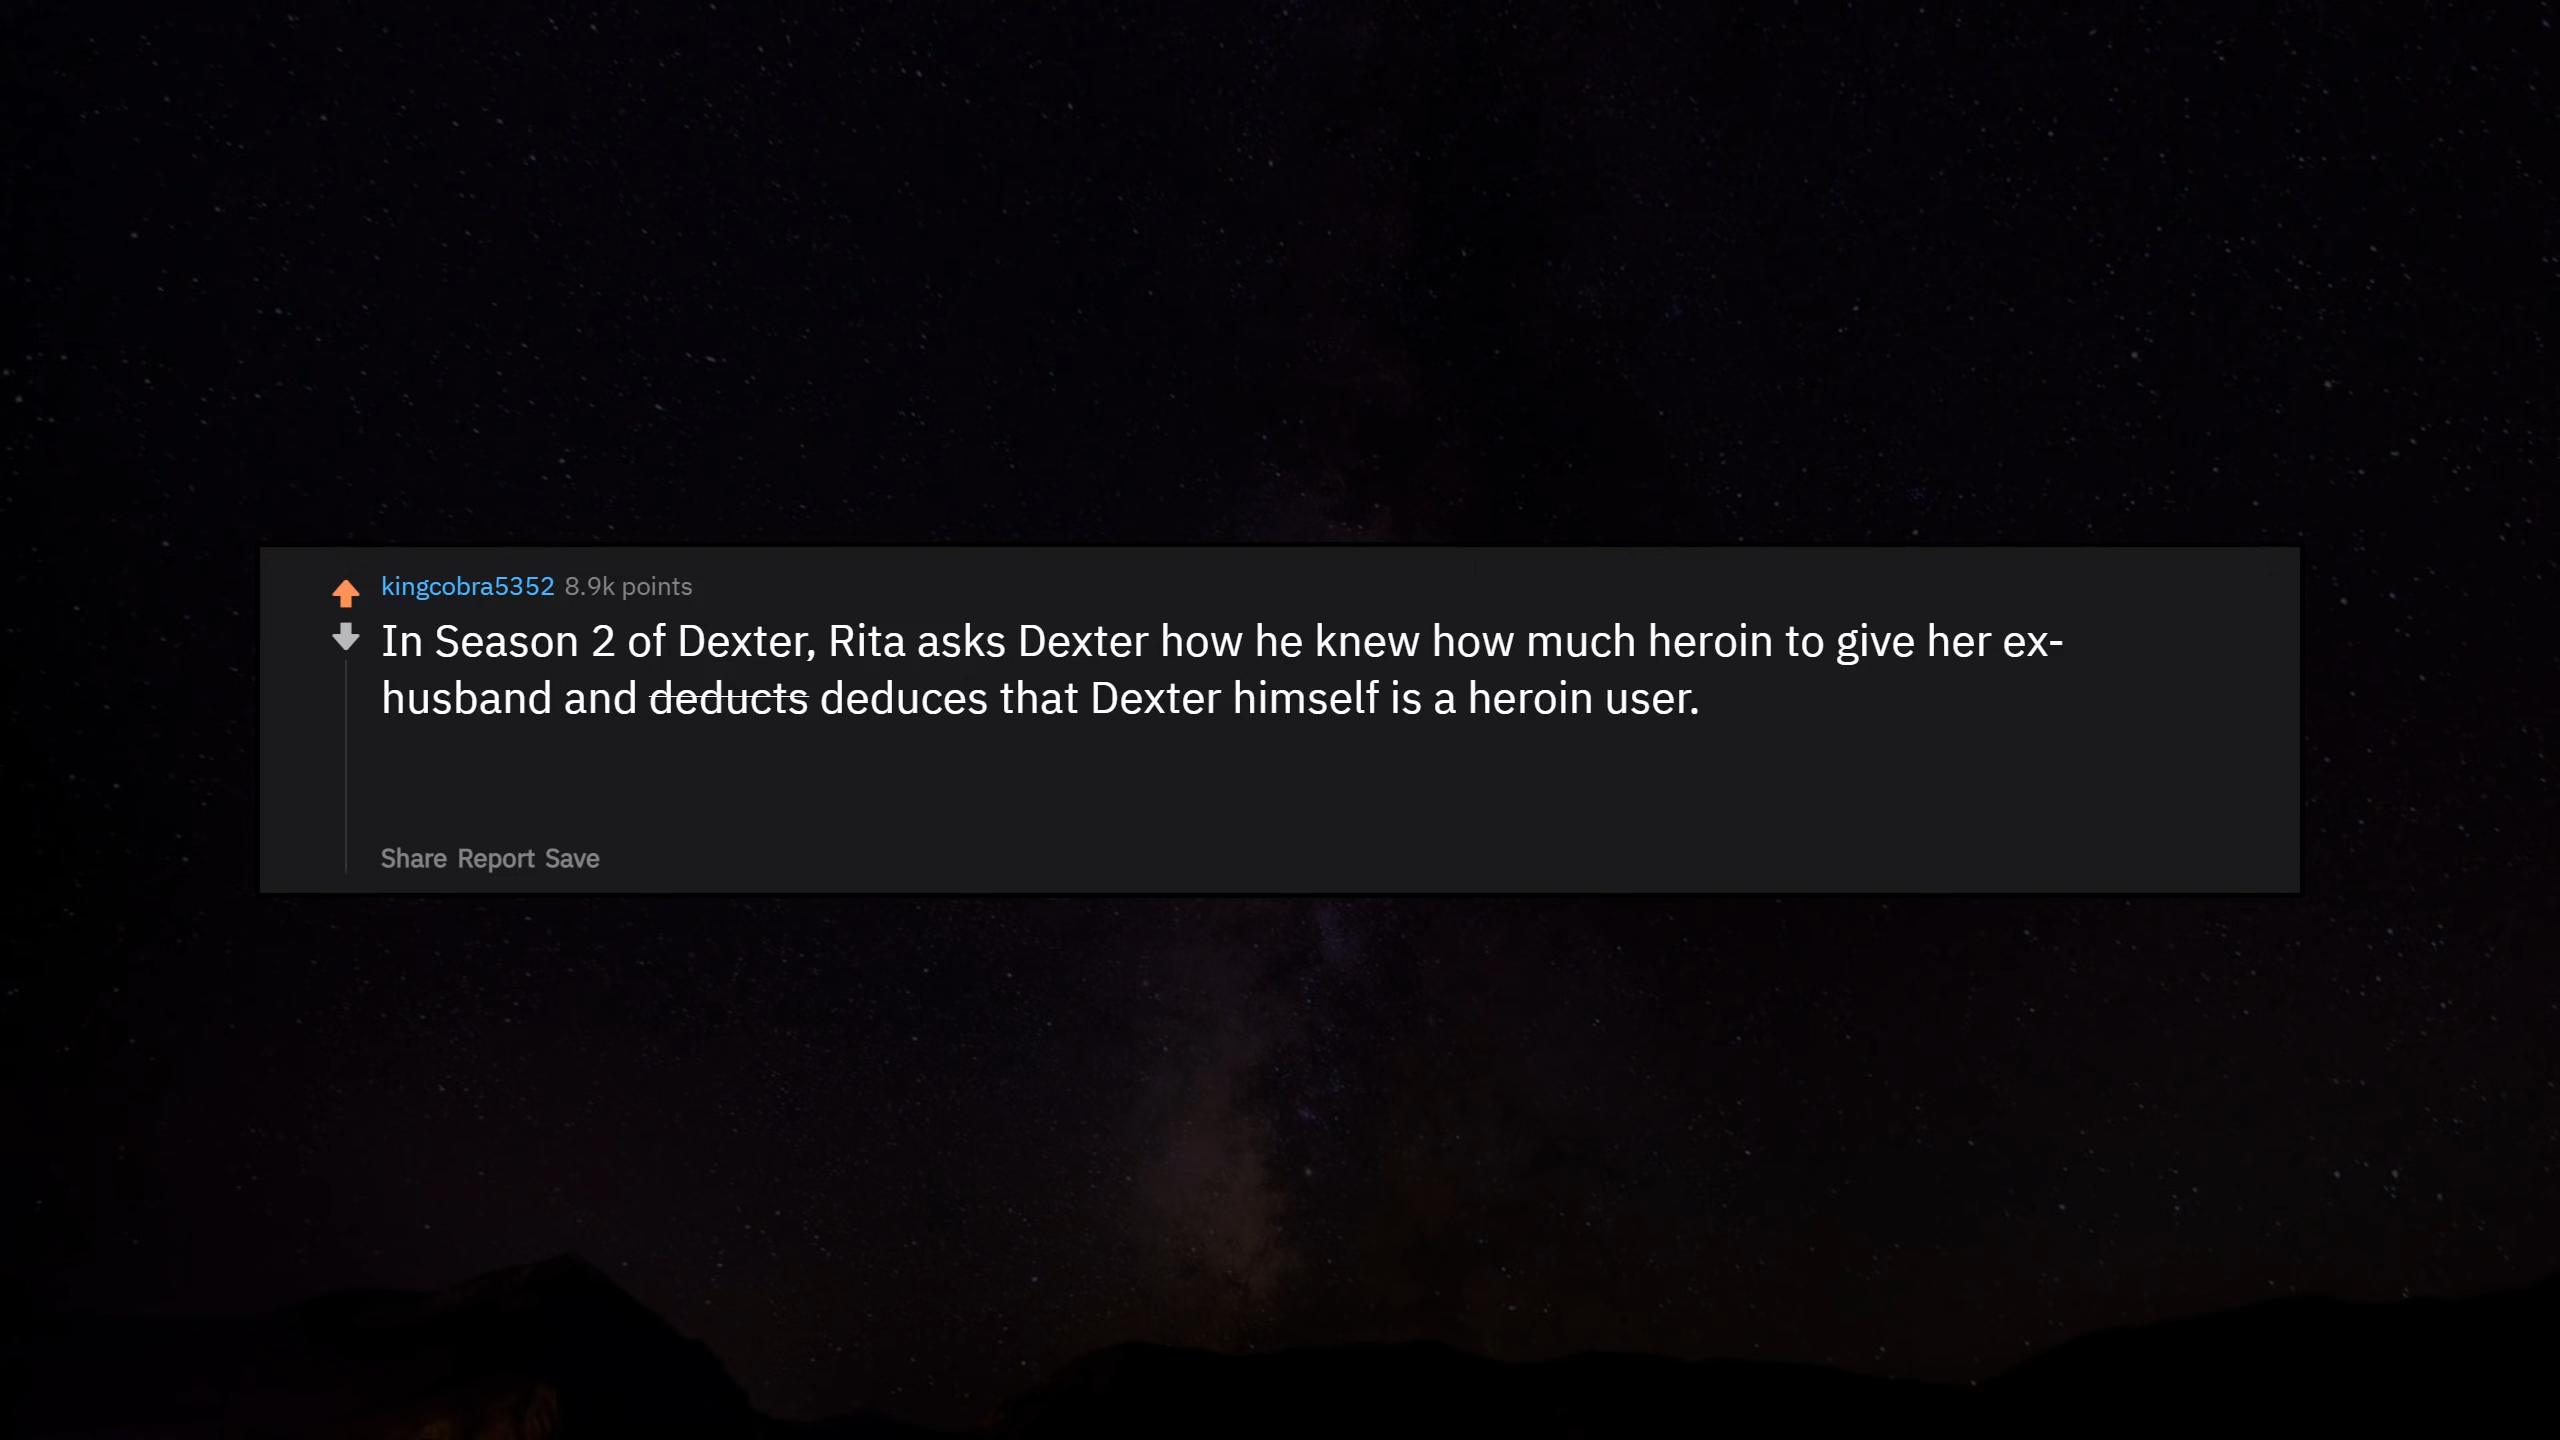 kingcobra5352 8.9k points
In Season 2 of Dexter, Rita asks Dexter how he knew how much heroin to give her ex-
husband and deducts deduces that Dexter himself is a heroin user.
Share Report Save